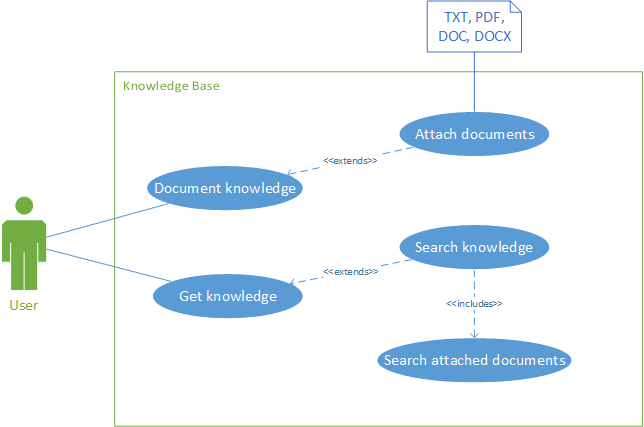 TXT, PDF,
DOC, DOCX
Knowledge Base
Attach documents
<<extends>>
Document knowledge
Search knowledge
<<extends>>
Get knowledge
User
<<includes>>
Search attached documents